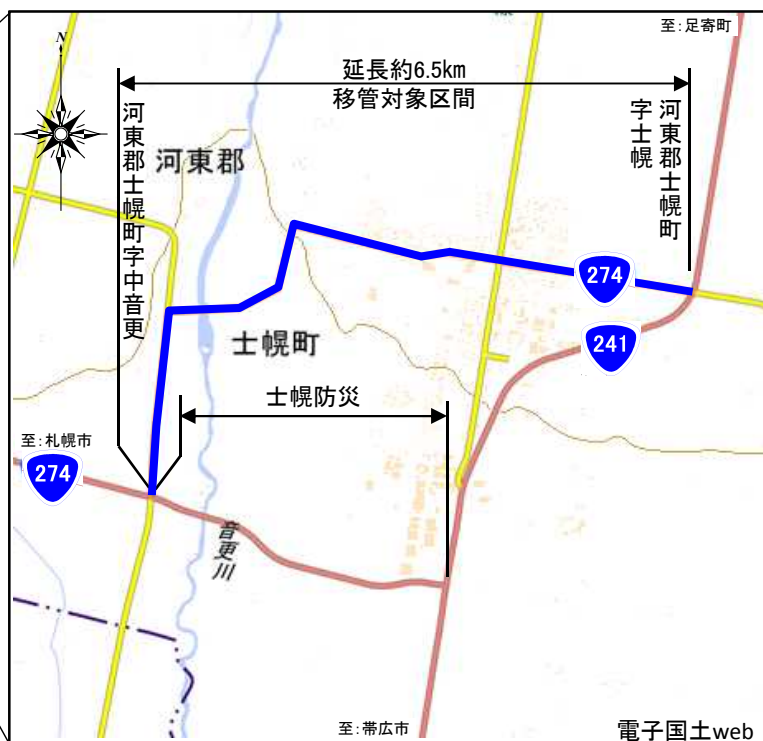 至:足寄町
N
延長約6.5km
移管対象区間
河東郡士幌町字中音更
河東郡士幌町
字士幌
河東郡
274
241
士幌町
士幌防災
至:札幌市
274
音更川
至:帯広市
電子国土web